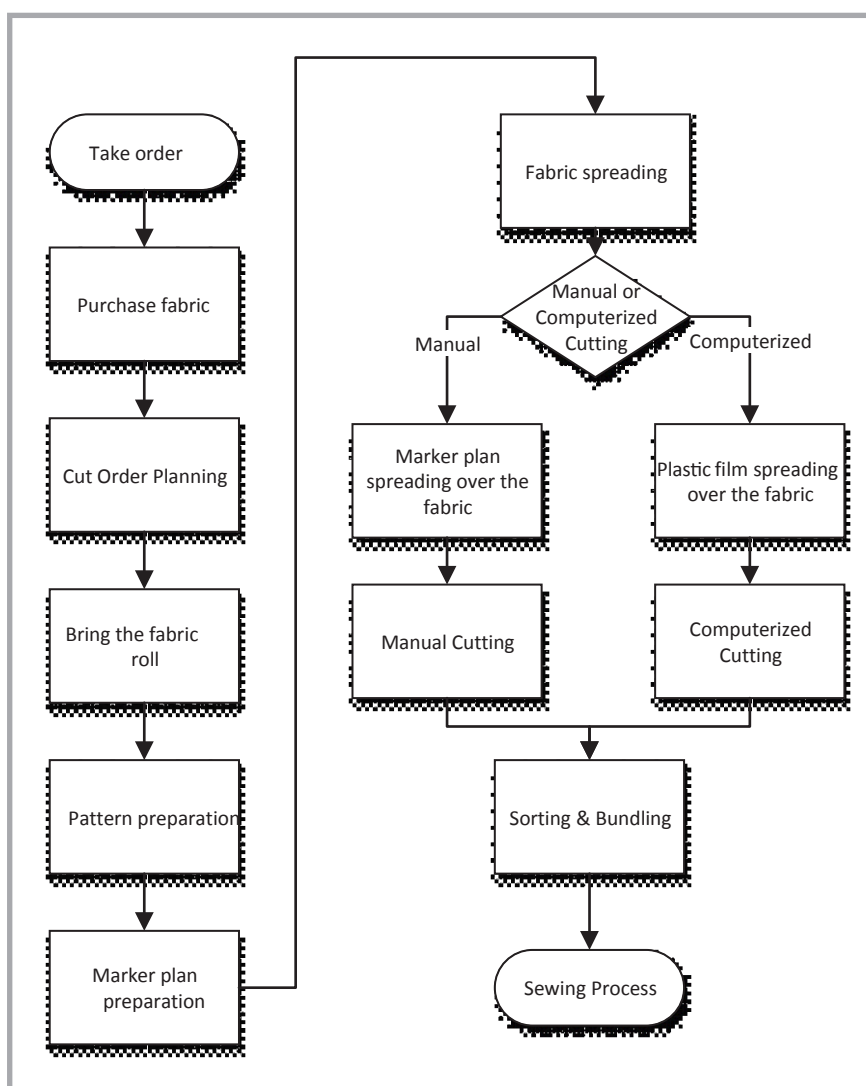 Take order
Purchase fabric
Cut Order Planning
Bring the fabric
roll
Pattern preparation
Marker plan
preparation
Fabric spreading
Manual or
Computerized
Cutting
Manual
Computerized
Marker plan
spreading over the
fabric
Plastic film spreading
over the fabric
Manual Cutting
Computerized
Cutting
Sorting & Bundling
Sewing Process